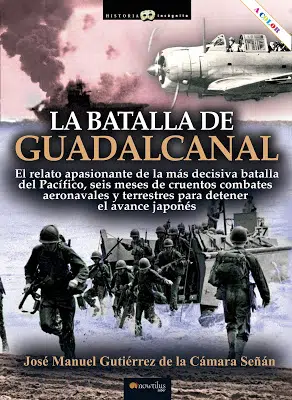 HISTORIA incógnita
A COLOR
LA BATALLA DE
GUADALCANAL
El relato apasionante de la más decisiva batalla
del Pacífico, seis meses de cruentos combates
aeronavales y terrestres para detener
el avance japonés
José Manuel Gutiérrez de la Cámara Señán
nowtilus